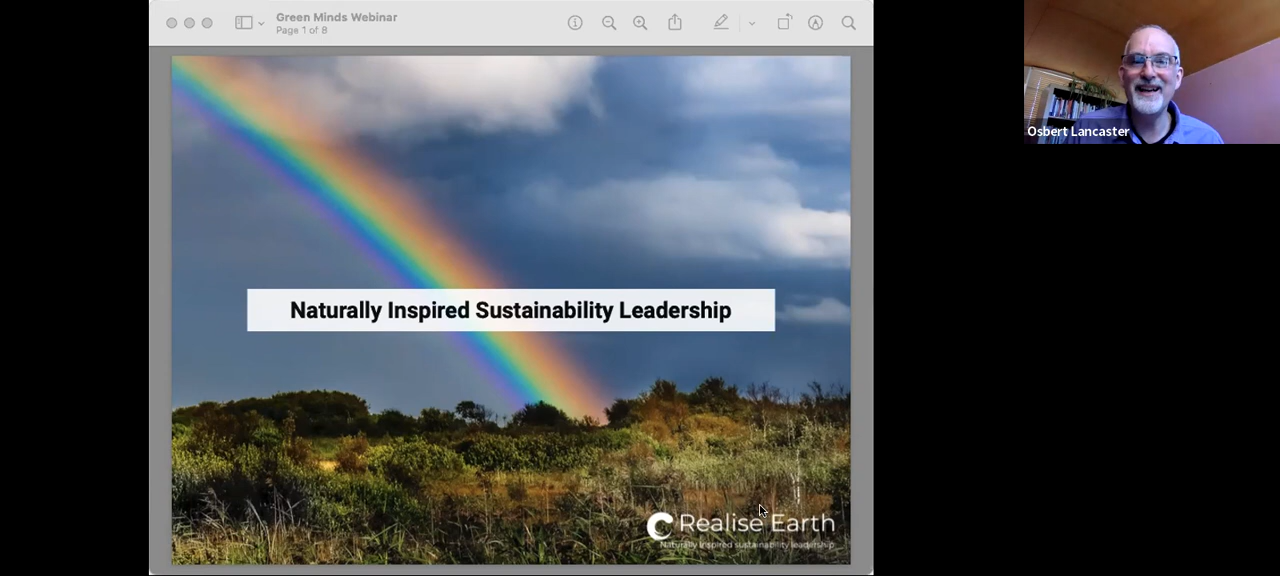 Green Minds Webinar
Page 1 of 8
Osbert Lancaster
Naturally Inspired Sustainability Leadership
Realise Earth
Naturally inspired sustainability leadership